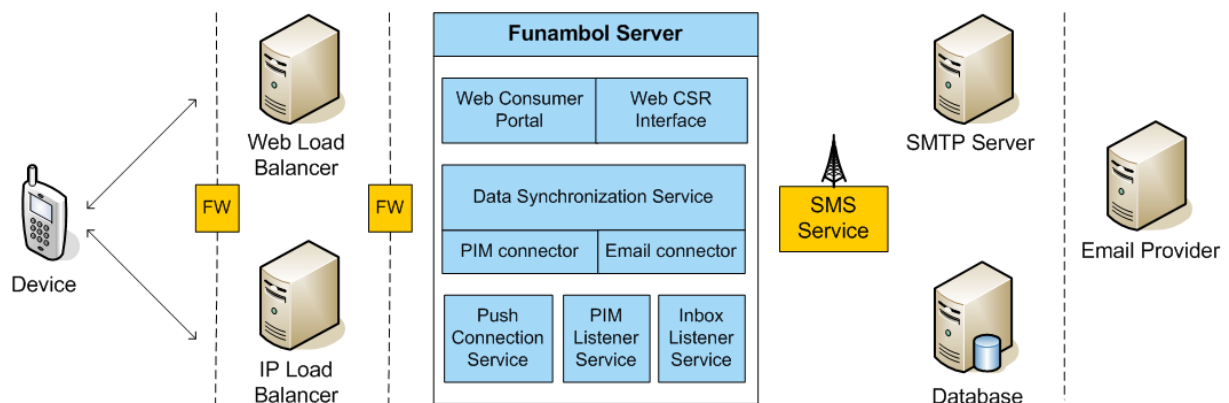 Funambol Server
Web Consumer
Portal
Web CSR
Interface
Data Synchronization Service
PIM connector
Email connector
Push
Connection
Service
PIM
Listener
Service
Inbox
Listener
Service
Device
Web Load
Balancer
FW
FW
IP Load
Balancer
SMS
Service
SMTP Server
Email Provider
Database